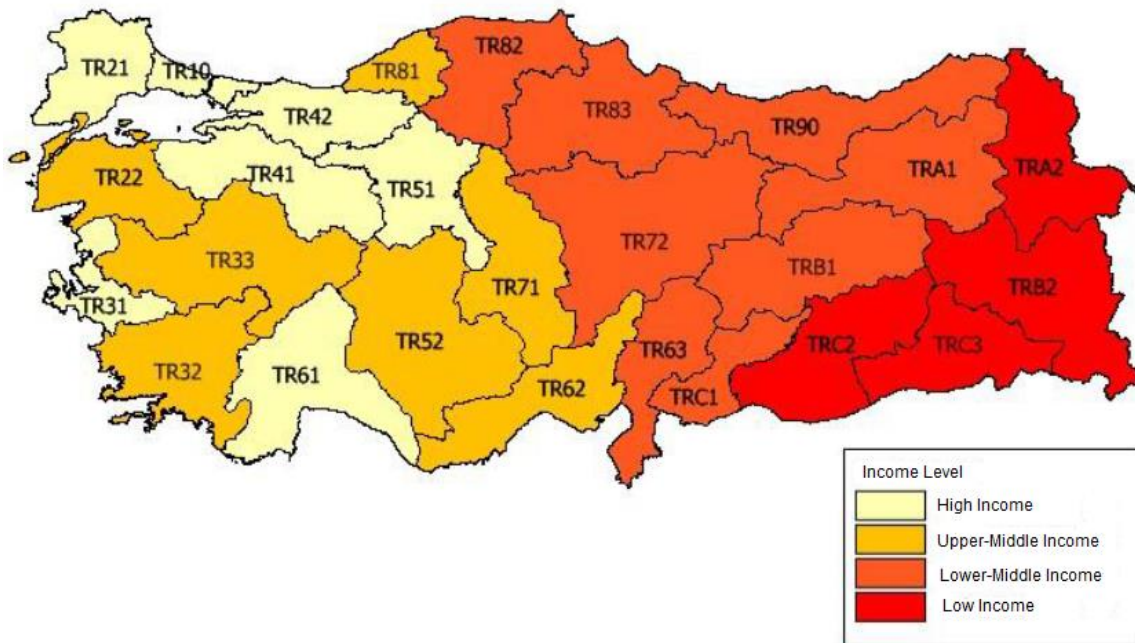 TR82
TR21
TR10
TR81
TR83
TR42
TR90
TRA1
TRA2
TR22
TR41
TR51
TR72
TR33
TRB1
TR71
TRB2
TR31
TR52
TR63
TRC2
TRC3
TR32
TR61
TR62
TRC1
Income Level
High Income
Upper-Middle Income
Lower-Middle Income
Low Income